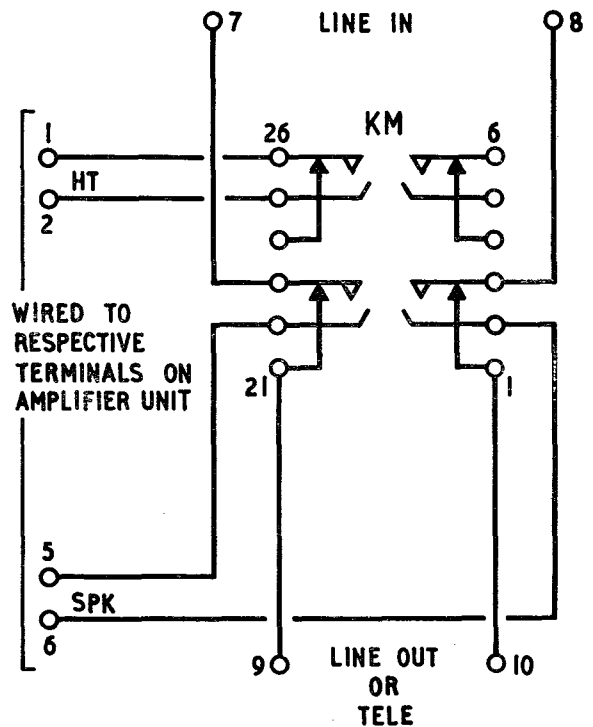 7 LINE IN 8
KM
1 26 6
HT
2
WIRED TO
RESPECTIVE
TERMINALS ON
AMPLIFIER UNIT
21 1
5
SPK
6
9 LINE OUT 10
OR
TELE